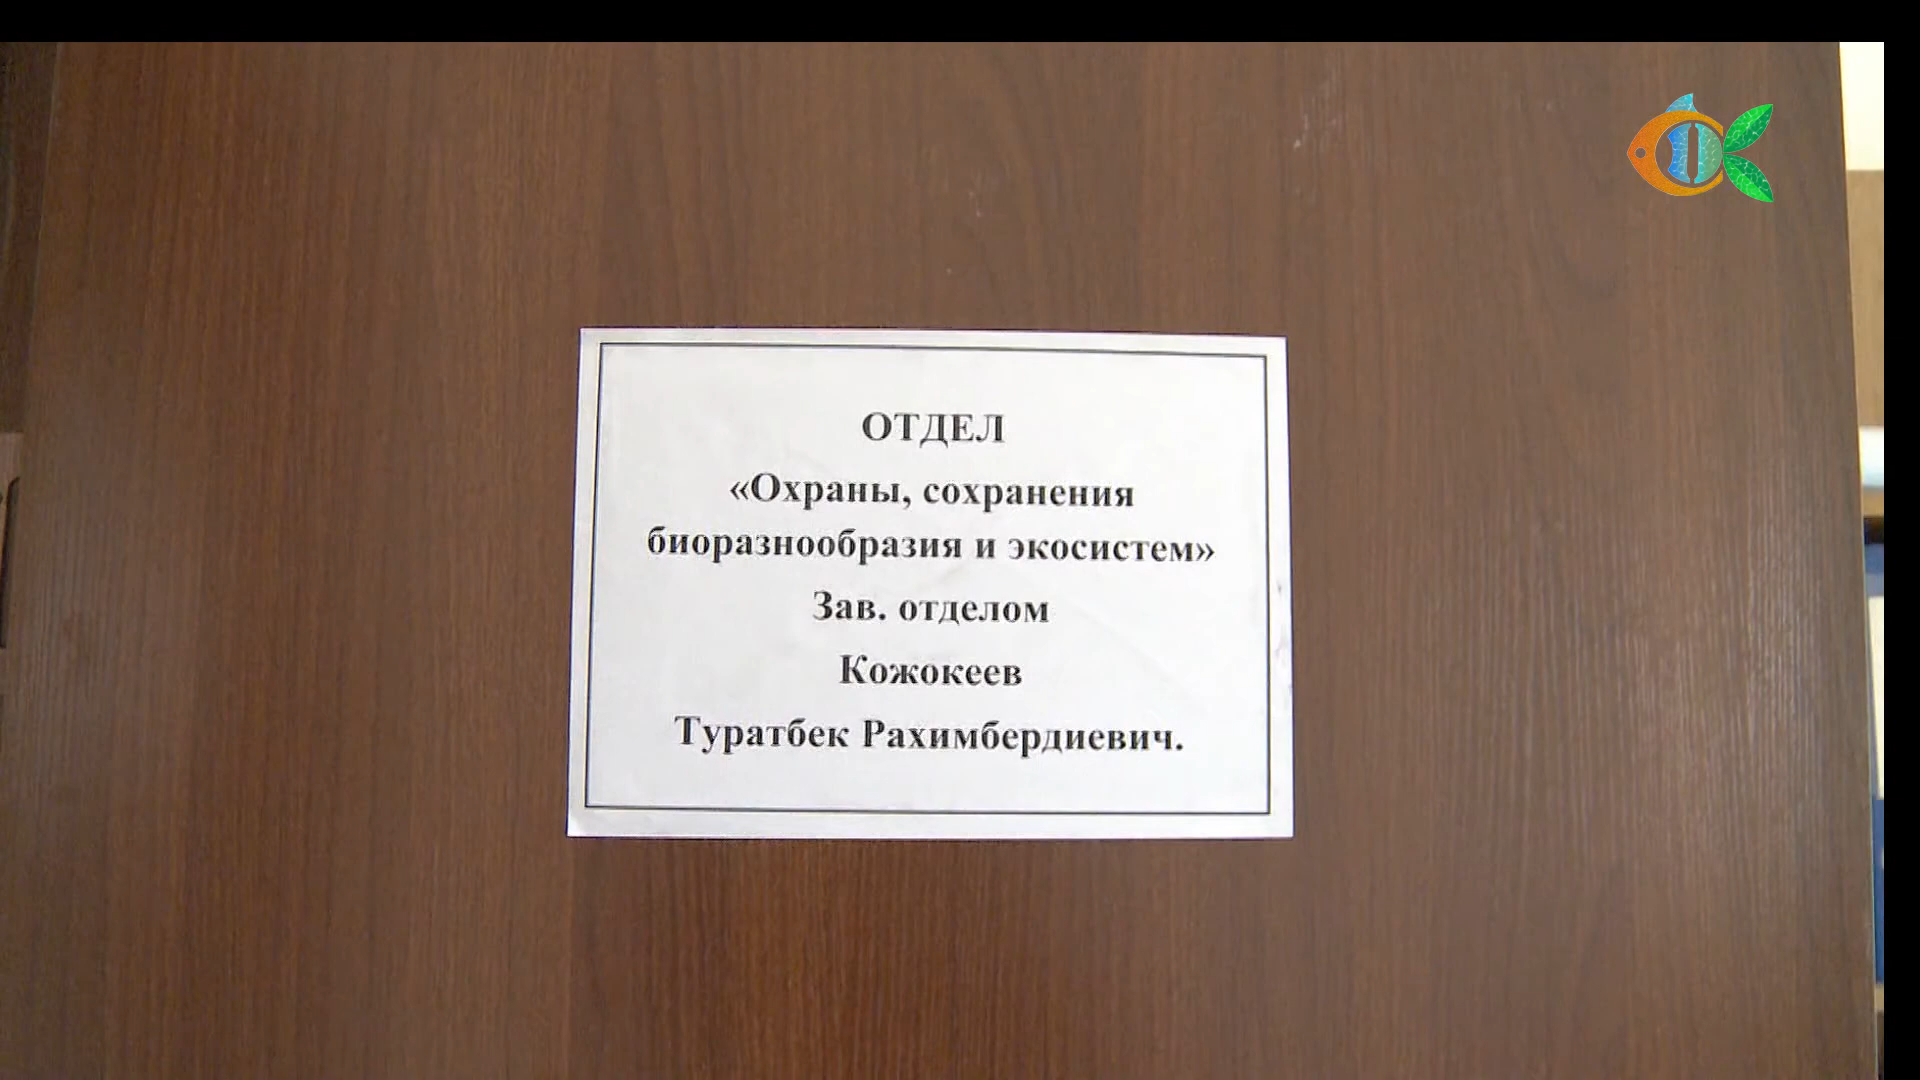 ОТДЕЛ
«Охраны, сохранения
биоразнообразия и экосистем»
Зав. отделом
Кожокеев
Туратбек Рахимбердиевич.